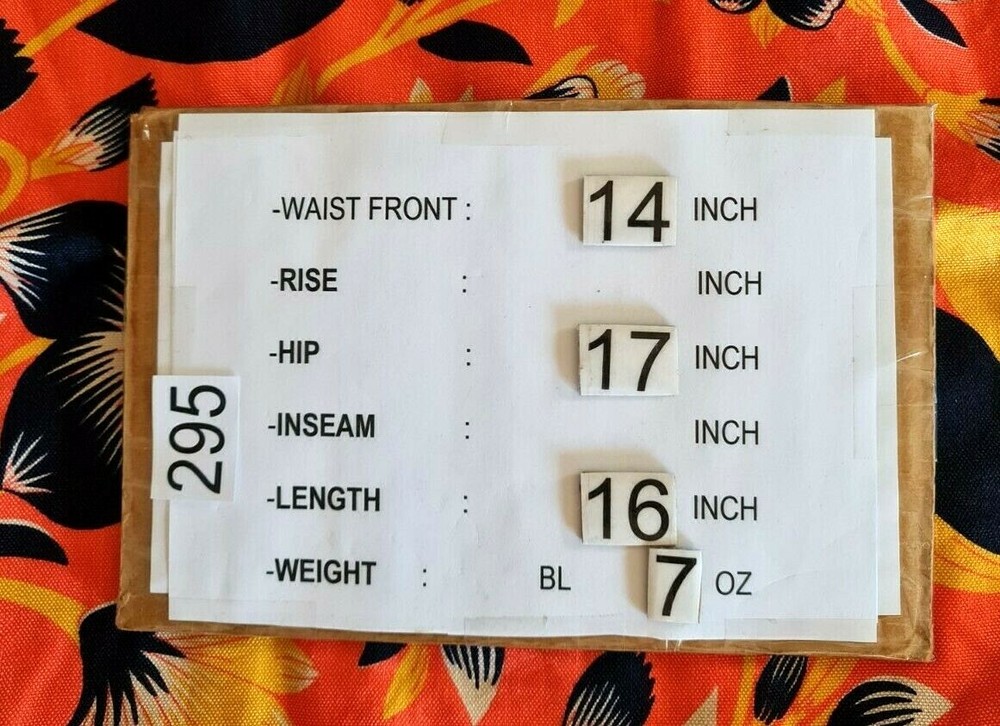 -WAIST FRONT : 14 INCH
-RISE : INCH
-HIP : 17 INCH
-INSEAM : INCH
-LENGTH : 16 INCH
-WEIGHT : BL 7 OZ
295